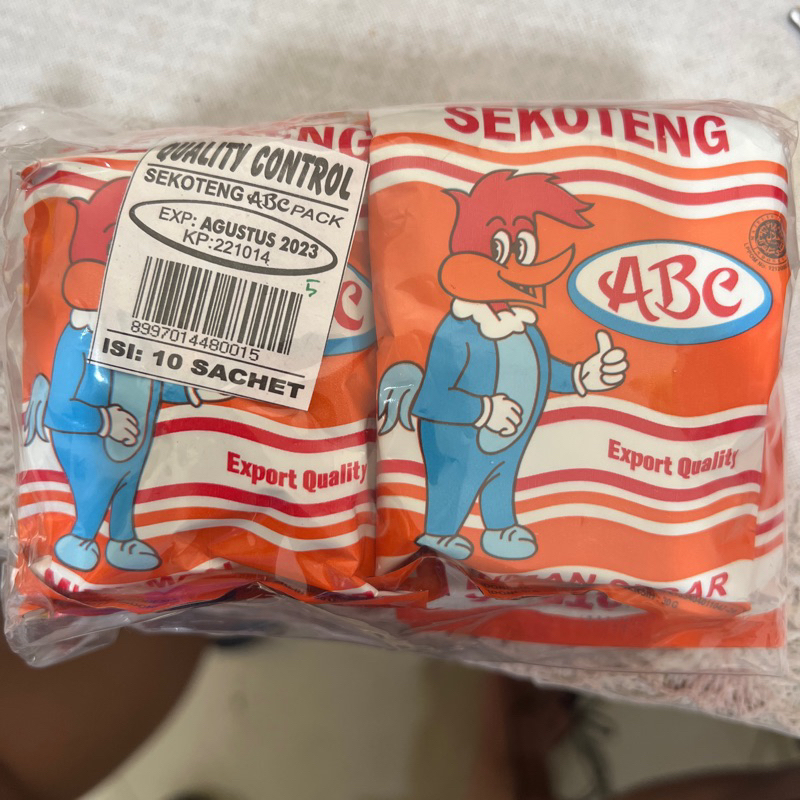 SEKOTENG
QUALITY CONTROL
SEKOTENG ABC PACK
EXP: AGUSTUS 2023
KP:221014
5
8997014480015
ISI: 10 SACHET
ABC
Export Quality
Export Quality